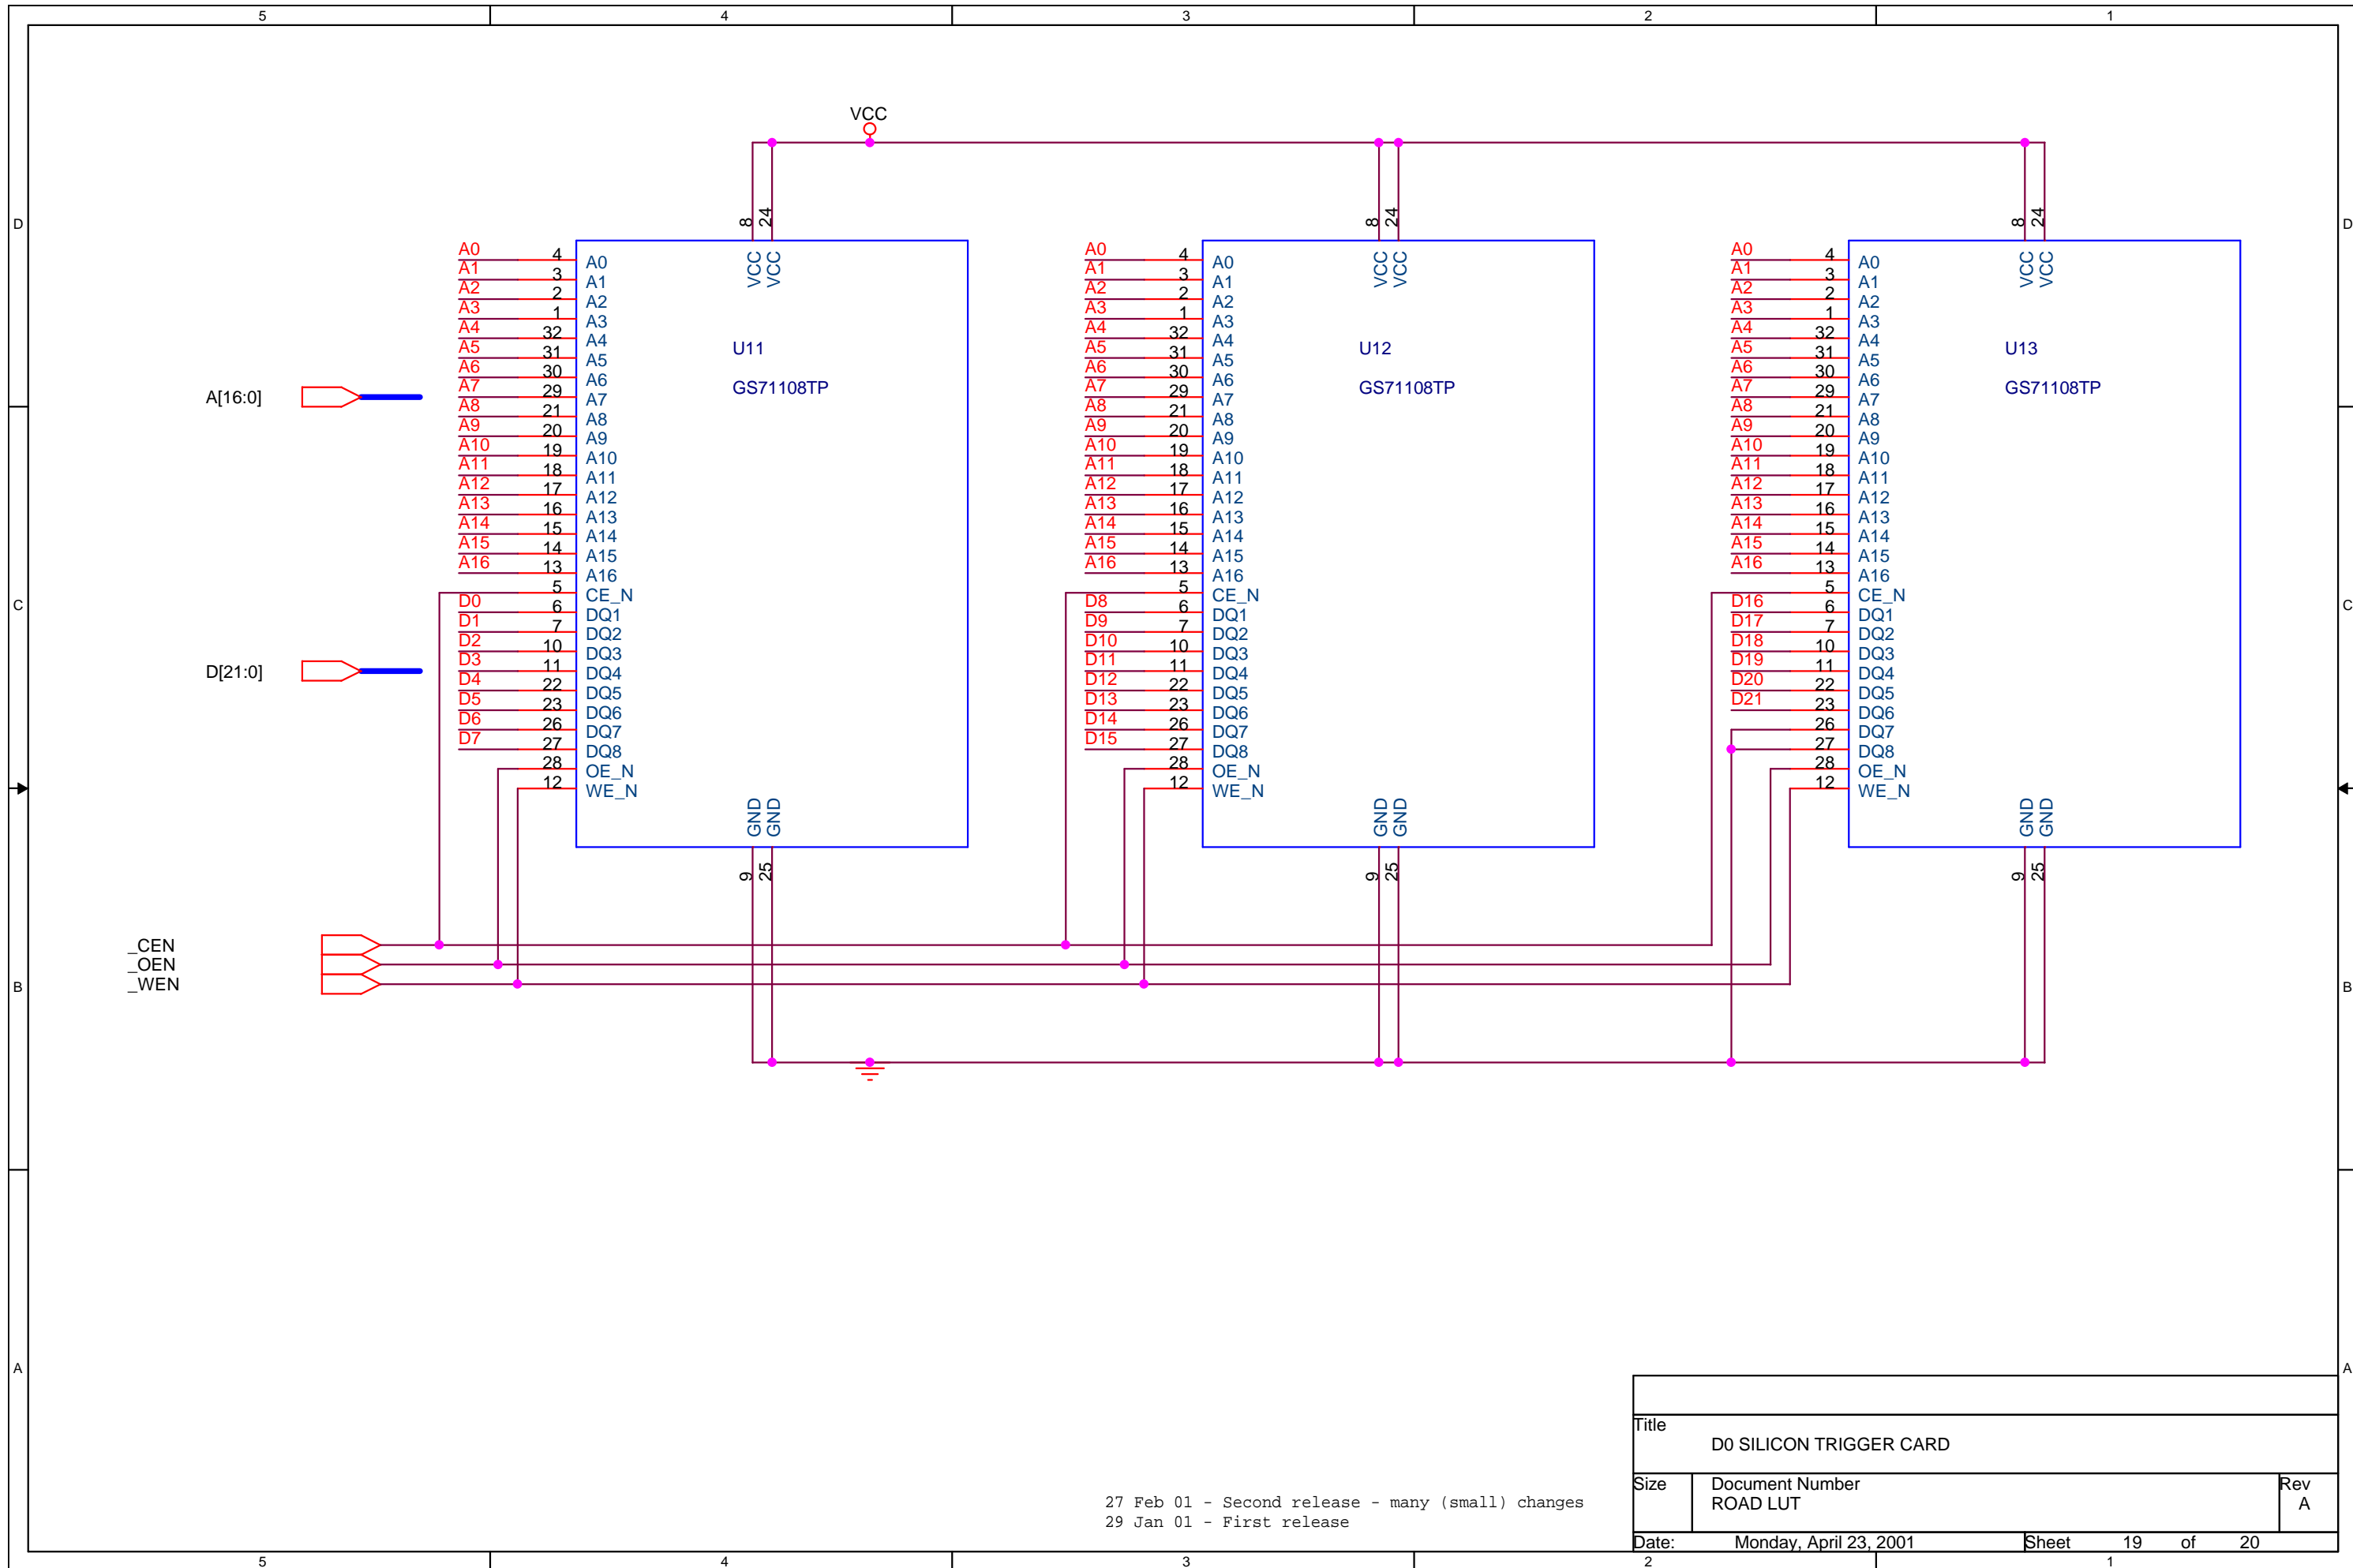 5 4 3 2 1
VCC
8 24 8 24 8 24
D D
VCC VCC VCC VCC VCC VCC
A0 4 A0 A0 4 A0 A0 4 A0
A1 3 A1 A1 3 A1 A1 3 A1
A2 2 A2 A2 2 A2 A2 2 A2
A3 1 A3 A3 1 A3 A3 1 A3
A4 32 A4 A4 32 A4 A4 32 A4
U11 U12 U13
A5 31 A5 A5 31 A5 A5 31 A5
A6 30 A6 A6 30 A6 A6 30 A6
GS71108TP GS71108TP GS71108TP
A[16:0]
A7 29 A7 A7 29 A7 A7 29 A7
A8 21 A8 A8 21 A8 A8 21 A8
A9 20 A9 A9 20 A9 A9 20 A9
A10 19 A10 A10 19 A10 A10 19 A10
A11 18 A11 A11 18 A11 A11 18 A11
A12 17 A12 A12 17 A12 A12 17 A12
A13 16 A13 A13 16 A13 A13 16 A13
A14 15 A14 A14 15 A14 A14 15 A14
A15 14 A15 A15 14 A15 A15 14 A15
A16 13 A16 A16 13 A16 A16 13 A16
5 CE_N 5 CE_N 5 CE_N
C C
D0 6 DQ1 D8 6 DQ1 D16 6 DQ1
D1 7 DQ2 D9 7 DQ2 D17 7 DQ2
D2 10 DQ3 D10 10 DQ3 D18 10 DQ3
D[21:0]
D3 11 DQ4 D11 11 DQ4 D19 11 DQ4
D4 22 DQ5 D12 22 DQ5 D20 22 DQ5
D5 23 DQ6 D13 23 DQ6 D21 23 DQ6
D6 26 DQ7 D14 26 DQ7 26 DQ7
D7 27 DQ8 D15 27 DQ8 27 DQ8
28 OE_N 28 OE_N 28 OE_N
12 WE_N 12 WE_N 12 WE_N
GND GND GND GND GND GND
9 25 9 25 9 25
_CEN
_OEN
_WEN
B B
A A
Title
D0 SILICON TRIGGER CARD
Size Document Number Rev
ROAD LUT A
27 Feb 01 - Second release - many (small) changes
29 Jan 01 - First release
Date: Monday, April 23, 2001 Sheet 19 of 20
5 4 3 2 1